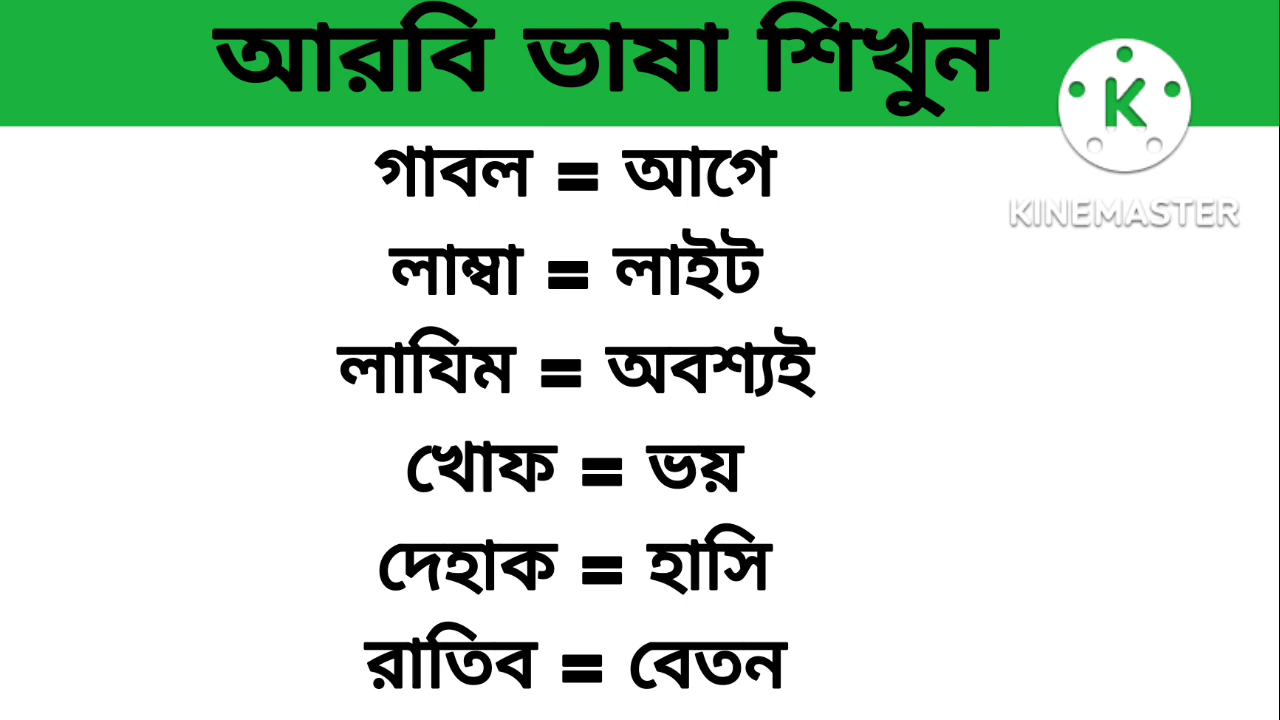 আরবি ভাষা শিখুন
গাবল = আগে
লাম্বা = লাইট
লাযিম = অবশ্যই
খোফ = ভয়
দেহাক = হাসি
রাতিব = বেতন
K
KINEMASTER